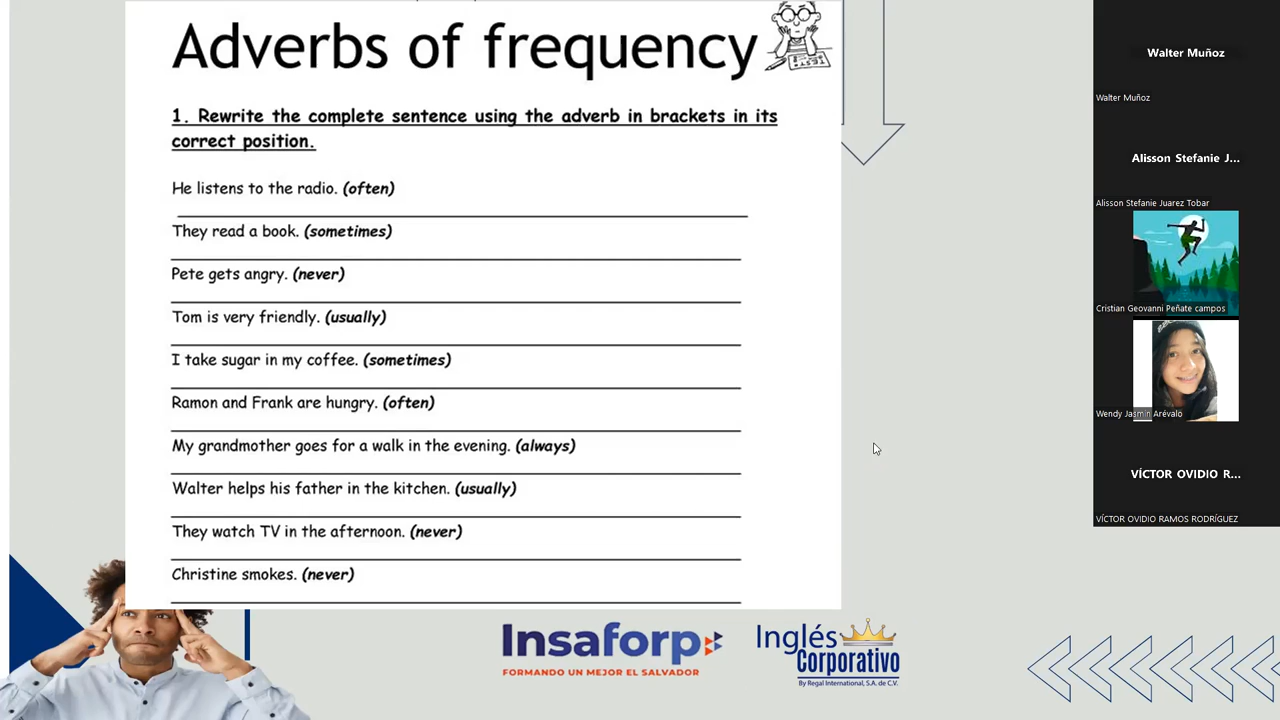 Adverbs of frequency
1. Rewrite the complete sentence using the adverb in brackets in its
correct position.
He listens to the radio. (often)
They read a book. (sometimes)
Pete gets angry. (never)
Tom is very friendly. (usually)
I take sugar in my coffee. (sometimes)
Ramon and Frank are hungry. (often)
My grandmother goes for a walk in the evening. (always)
Walter helps his father in the kitchen. (usually)
They watch TV in the afternoon. (never)
Christine smokes. (never)
Insaforp
FORMANDO UN MEJOR EL SALVADOR
Inglés
Corporativo
By Regal International, S.A. de C.V.
Walter Muñoz
Walter Muñoz
Alisson Stefanie J...
Alisson Stefanie Juarez Tobar
Cristian Geovanni Peñate campos
Wendy Jasmin Arévalo
VÍCTOR OVIDIO R...
VÍCTOR OVIDIO RAMOS RODRÍGUEZ